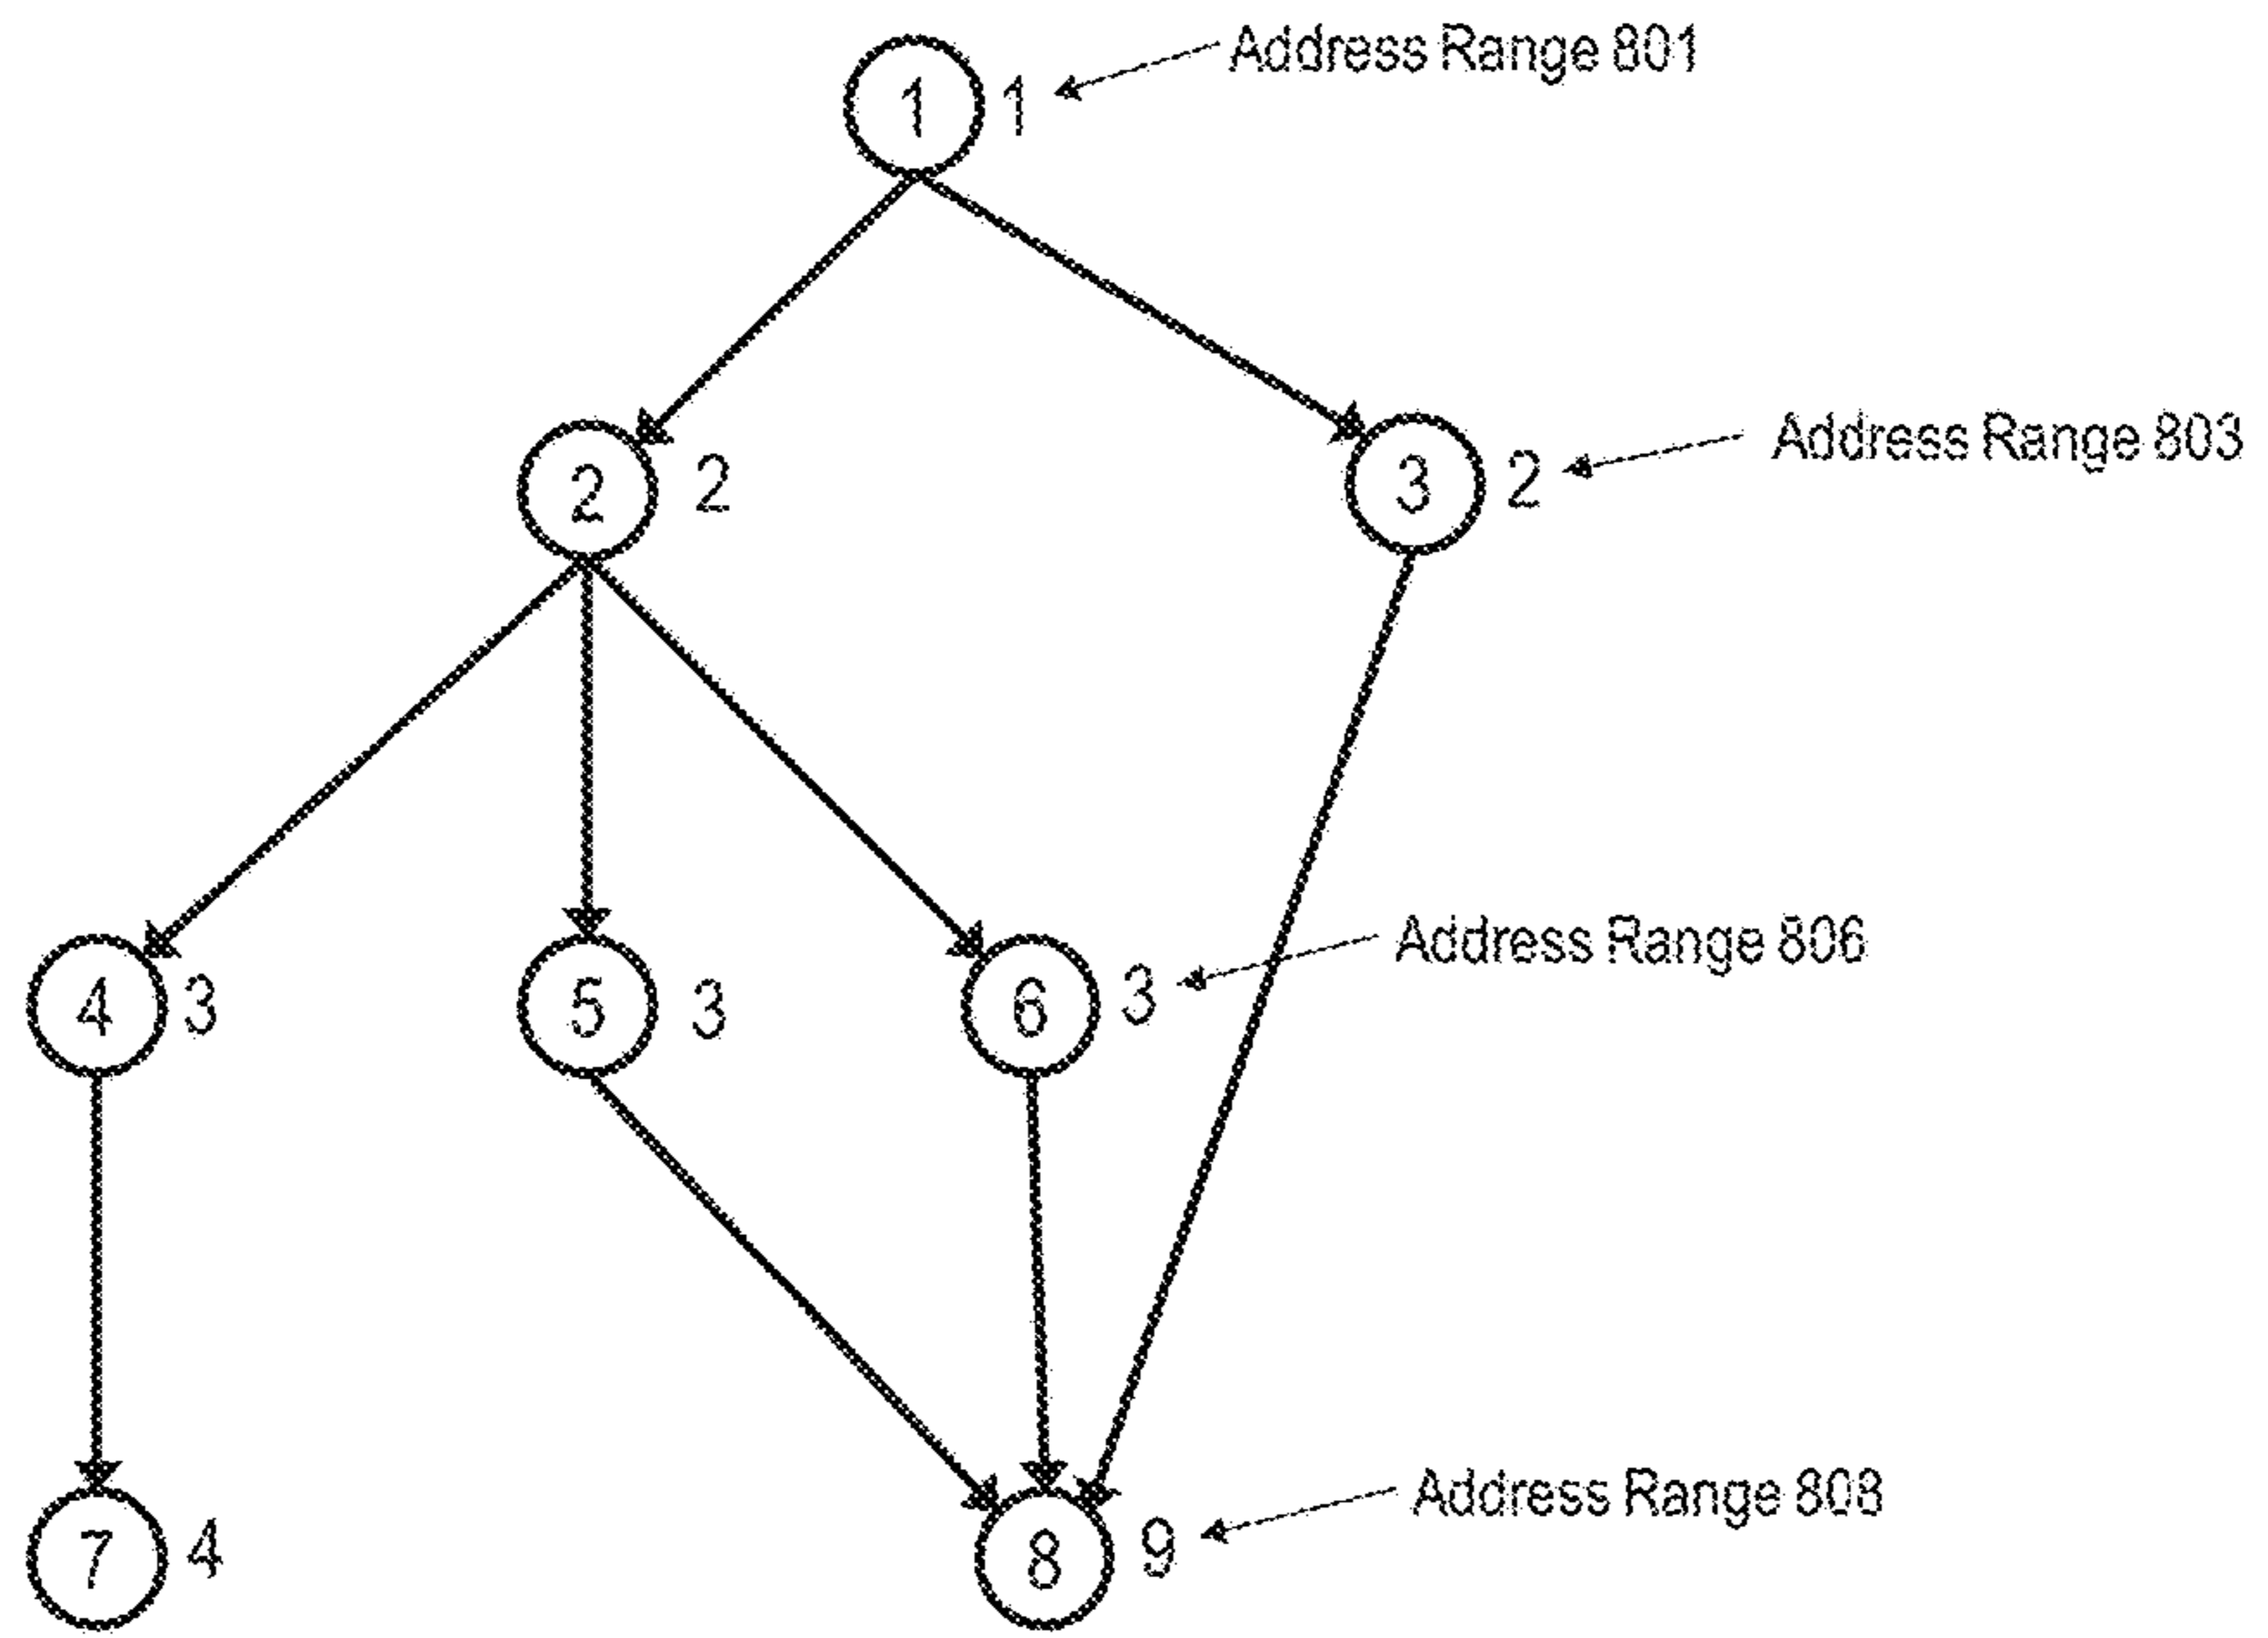 1 1 Address Range 801
2 2
3 2 Address Range 803
4 3
5 3
6 3 Address Range 806
7 4
8 9 Address Range 808